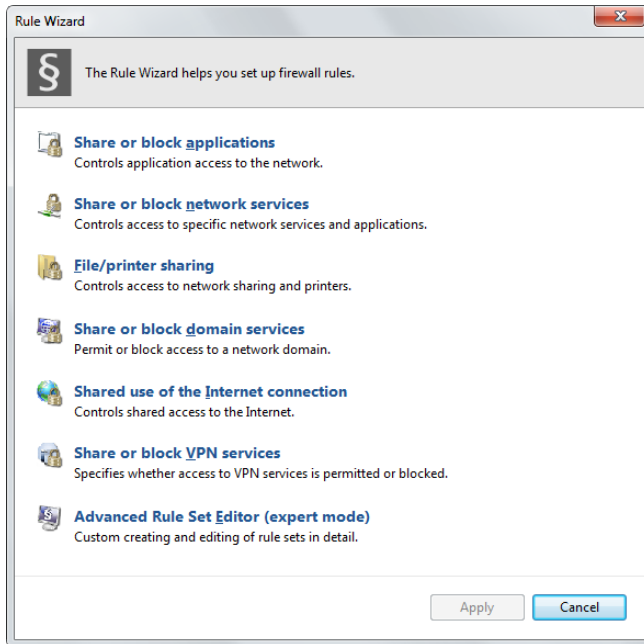 Rule Wizard
§
The Rule Wizard helps you set up firewall rules.
Share or block applications
Controls application access to the network.
Share or block network services
Controls access to specific network services and applications.
File/printer sharing
Controls access to network sharing and printers.
Share or block domain services
Permit or block access to a network domain.
Shared use of the Internet connection
Controls shared access to the Internet.
Share or block VPN services
Specifies whether access to VPN services is permitted or blocked.
Advanced Rule Set Editor (expert mode)
Custom creating and editing of rule sets in detail.
Apply
Cancel